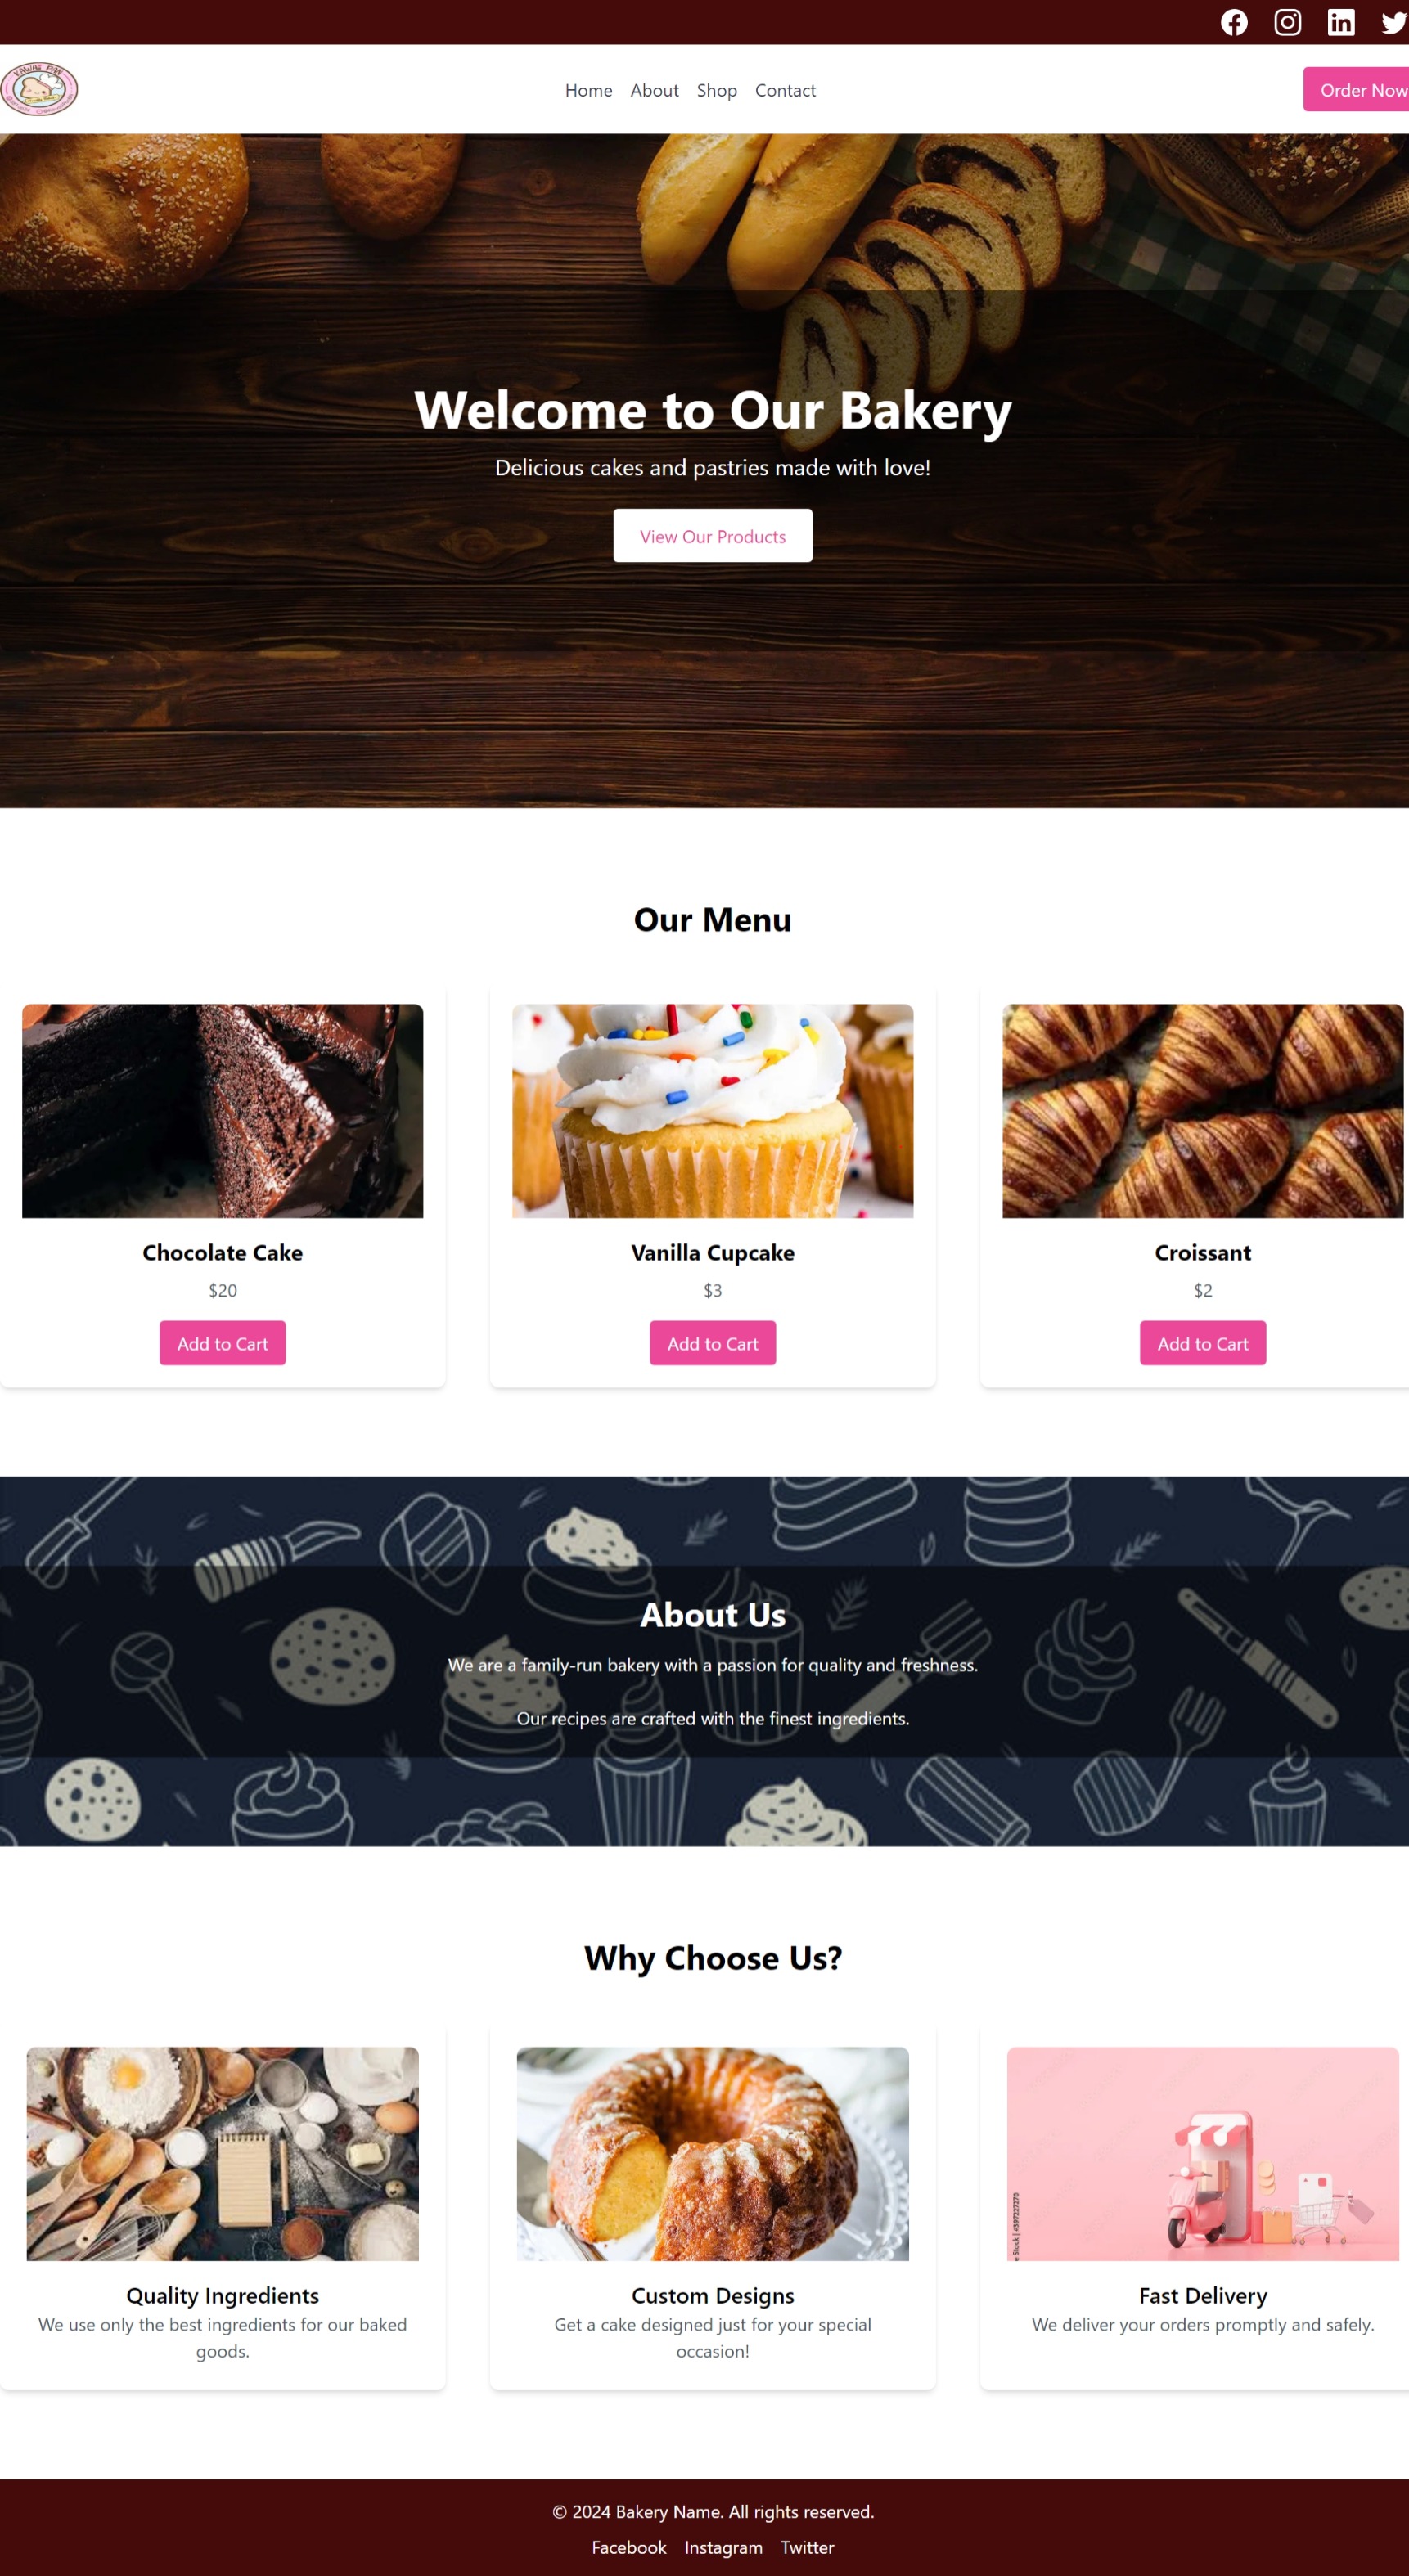 KAWAII PAN
Home About Shop Contact
Order Now
Welcome to Our Bakery
Delicious cakes and pastries made with love!
View Our Products
Our Menu
Chocolate Cake
$20
Add to Cart
Vanilla Cupcake
$3
Add to Cart
Croissant
$2
Add to Cart
About Us
We are a family-run bakery with a passion for quality and freshness.
Our recipes are crafted with the finest ingredients.
Why Choose Us?
Quality Ingredients
We use only the best ingredients for our baked
goods.
Custom Designs
Get a cake designed just for your special
occasion!
Stock | #397227270
Fast Delivery
We deliver your orders promptly and safely.
© 2024 Bakery Name. All rights reserved.
Facebook Instagram Twitter